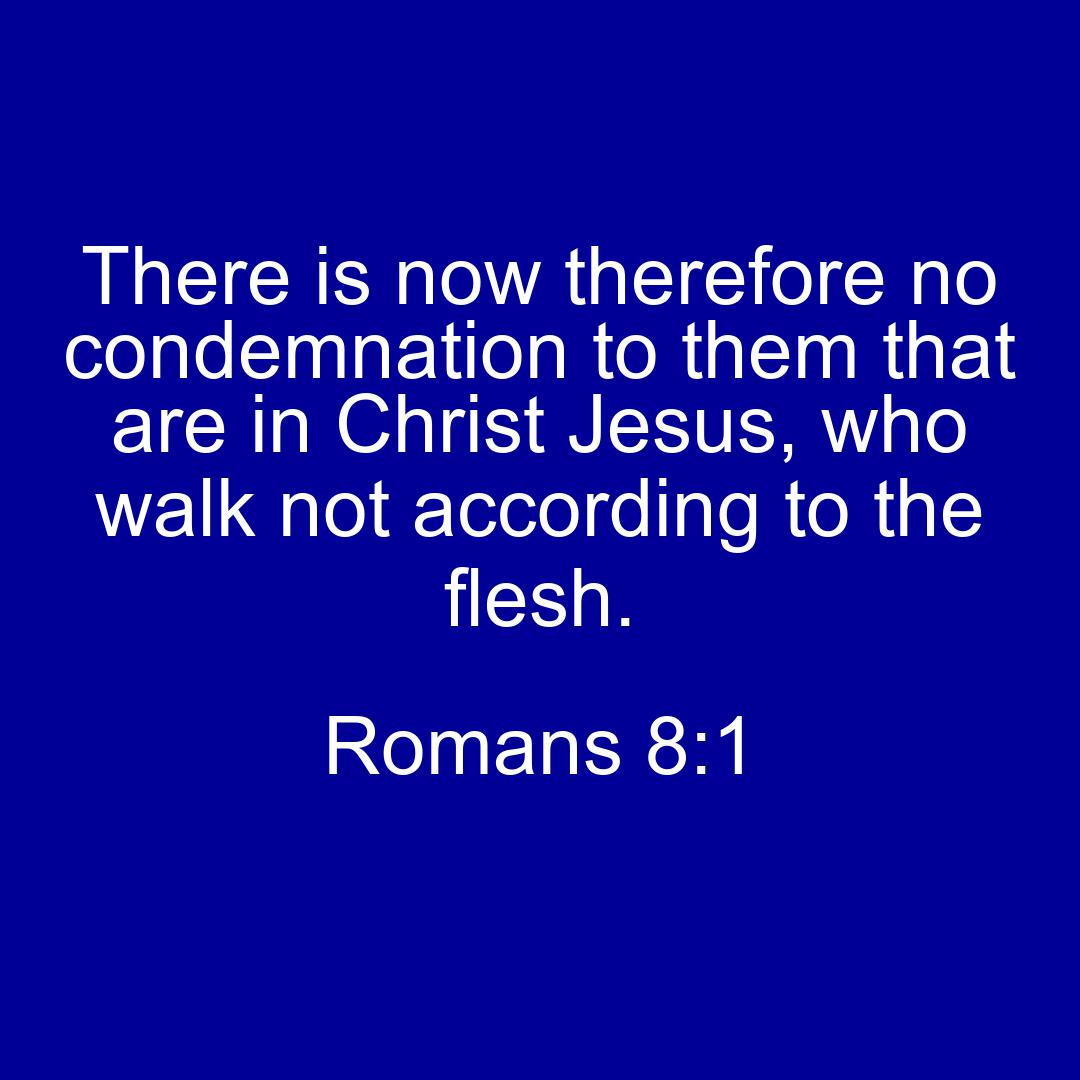 There is now therefore no
condemnation to them that
are in Christ Jesus, who
walk not according to the
flesh.
Romans 8:1